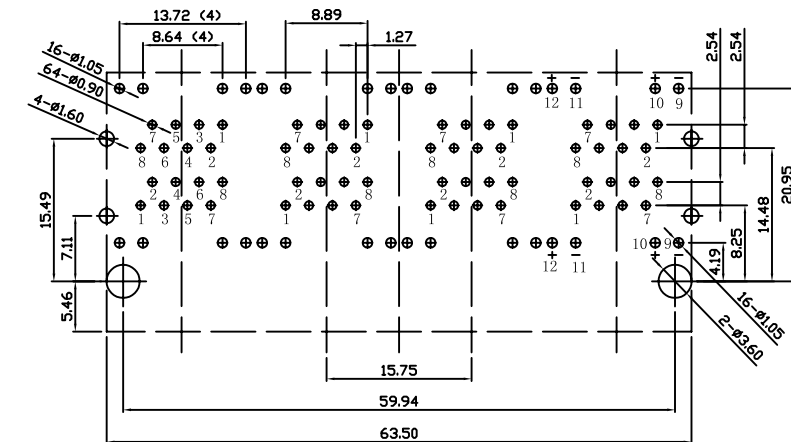 13.72 (4)
8.89
8.64 (4)
1.27
2.54
2.54
16-ø1.05
64-ø0.90
4-ø1.60
+ − + −
12 11 10 9
7 5 3 1 7 1 1 7 1
8 6 4 2 8 2 8 2 8 2
2 4 6 8 2 8 2 8 2 8
1 3 5 7 1 7 1 7 1 7
12 11 10 9
+ − + −
15.49
7.11
5.46
20.95
14.48
8.25
4.19
16-ø1.05
2-ø3.60
15.75
59.94
63.50